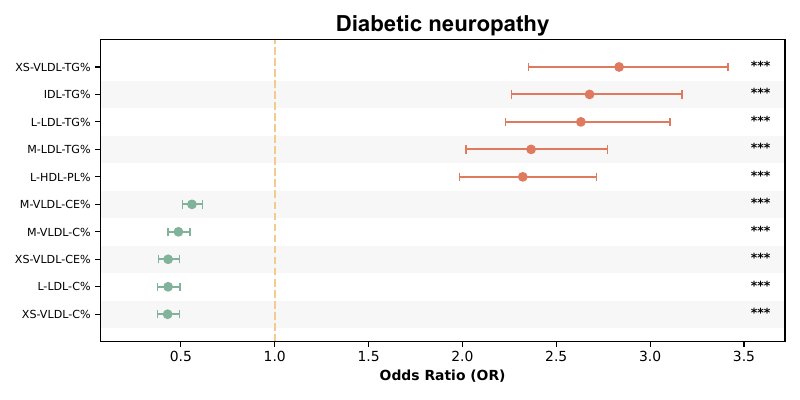 Diabetic neuropathy
XS-VLDL-TG% ***
IDL-TG% ***
L-LDL-TG% ***
M-LDL-TG% ***
L-HDL-PL% ***
M-VLDL-CE% ***
M-VLDL-C% ***
XS-VLDL-CE% ***
L-LDL-C% ***
XS-VLDL-C% ***
0.5 1.0 1.5 2.0 2.5 3.0 3.5
Odds Ratio (OR)